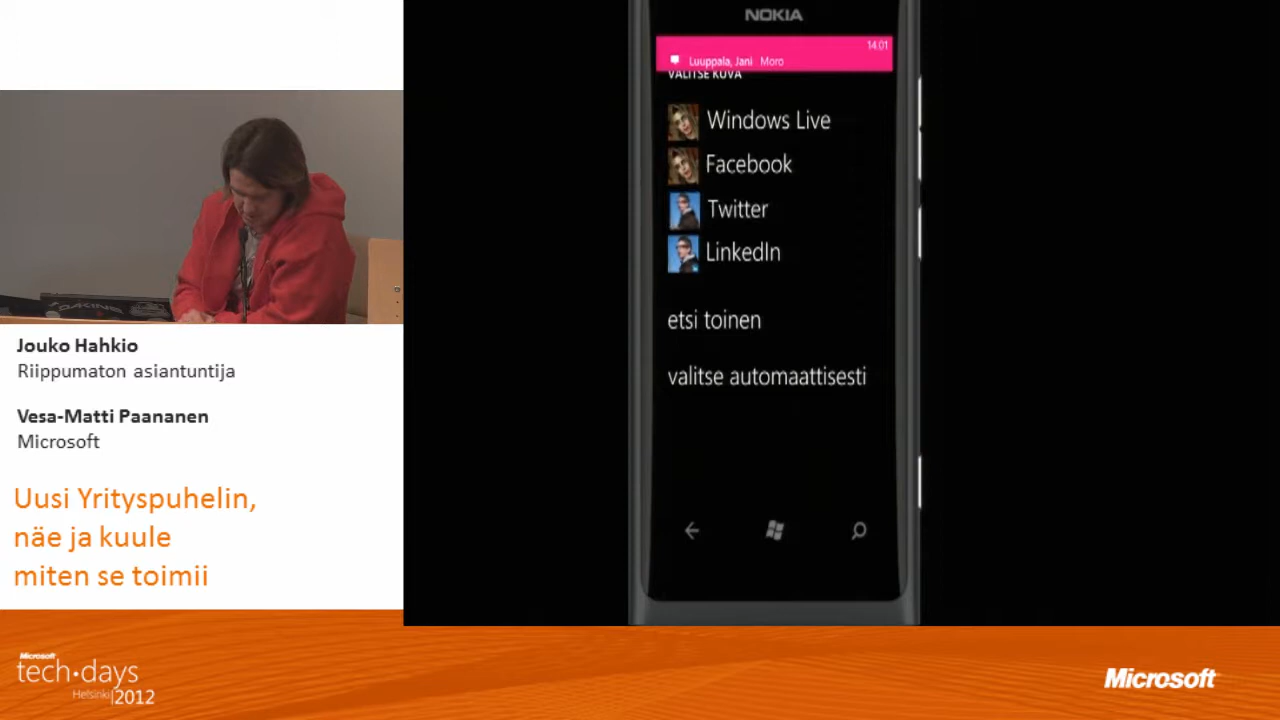 NOKIA
14.01
Luuppala, Jani Moro
VALITSE KUVA
Windows Live
Facebook
Twitter
LinkedIn
etsi toinen
valitse automaattisesti
DAKINE
Jouko Hahkio
Riippumaton asiantuntija
Vesa-Matti Paananen
Microsoft
Uusi Yrityspuhelin,
näe ja kuule
miten se toimii
Microsoft
tech·days
Helsinki|2012
Microsoft